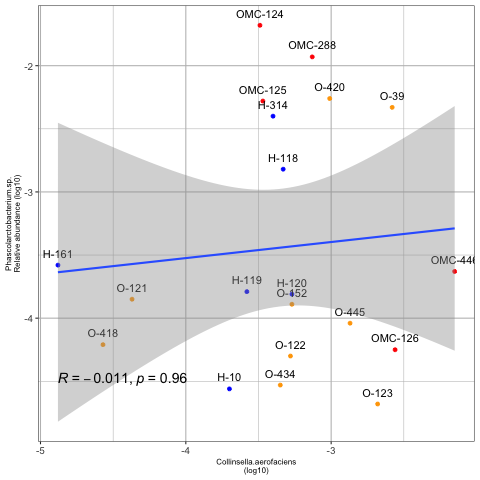 OMC-124
OMC-288
OMC-125
O-420
O-39
H-314
H-118
H-161
OMC-446
O-121
H-119
H-120
O-452
O-445
O-418
O-122
OMC-126
O-434
H-10
O-123
R = −0.011, p = 0.96
-2
-3
-4
-5
-4
-3
Phascolarctobacterium.sp.
Relative abundance (log10)
Collinsella.aerofaciens
(log10)